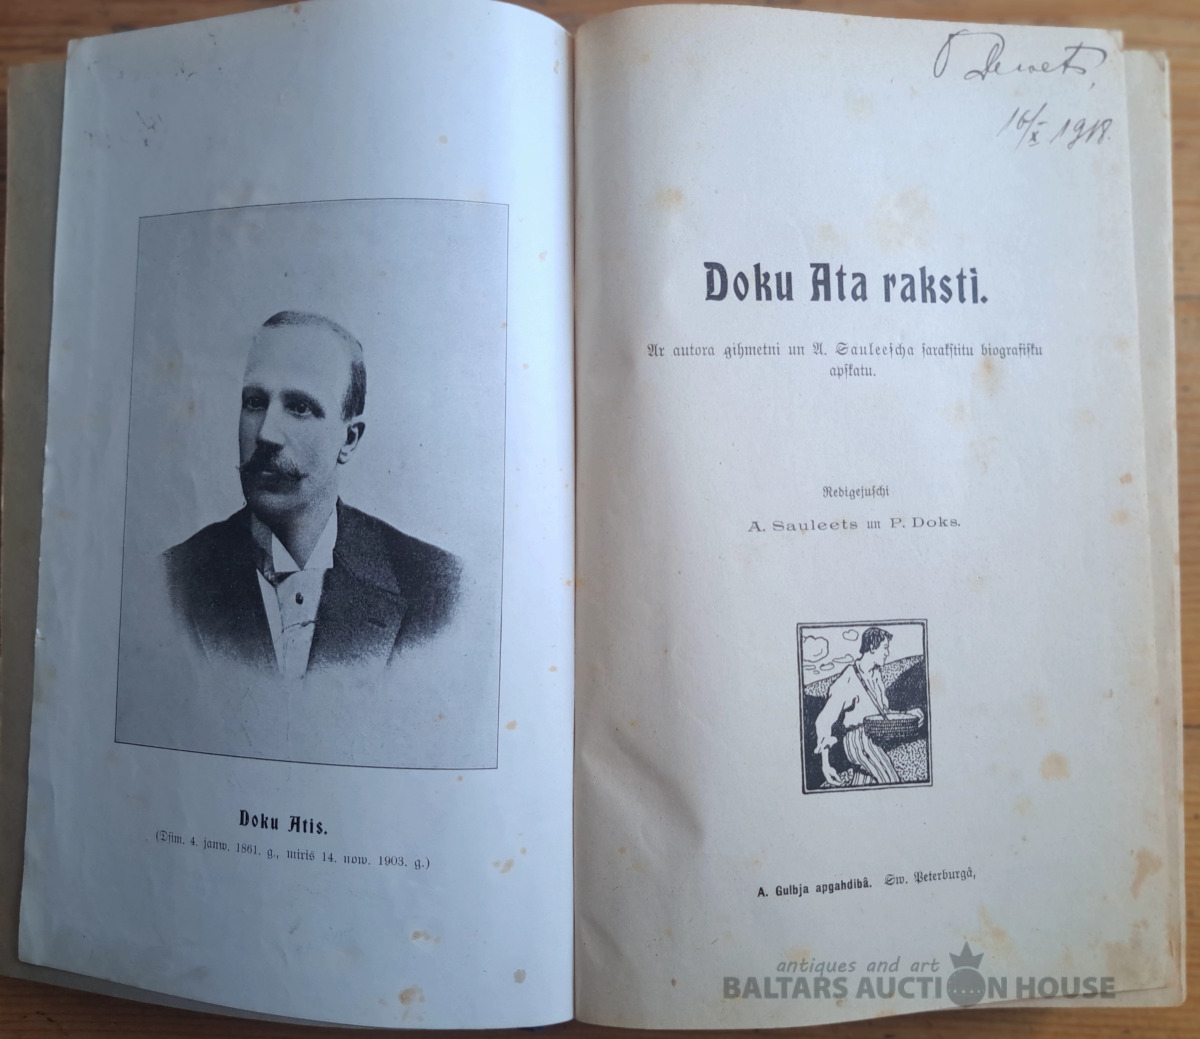 Doku Atis.
(Dſim. 4. janw. 1861. g., miris 14. now. 1903. g.)
16/X 1918.
Doku Ata raksti.
Ar autora gihmetni un A. Sauleeſcha ſarakſtitu biografiſku
apſkatu.
Redigejuſchi
A. Sauleets un P. Doks.
A. Gulbja apgahdibâ. Sw. Peterburgâ,
antiques and art
BALTARS AUCTION HOUSE